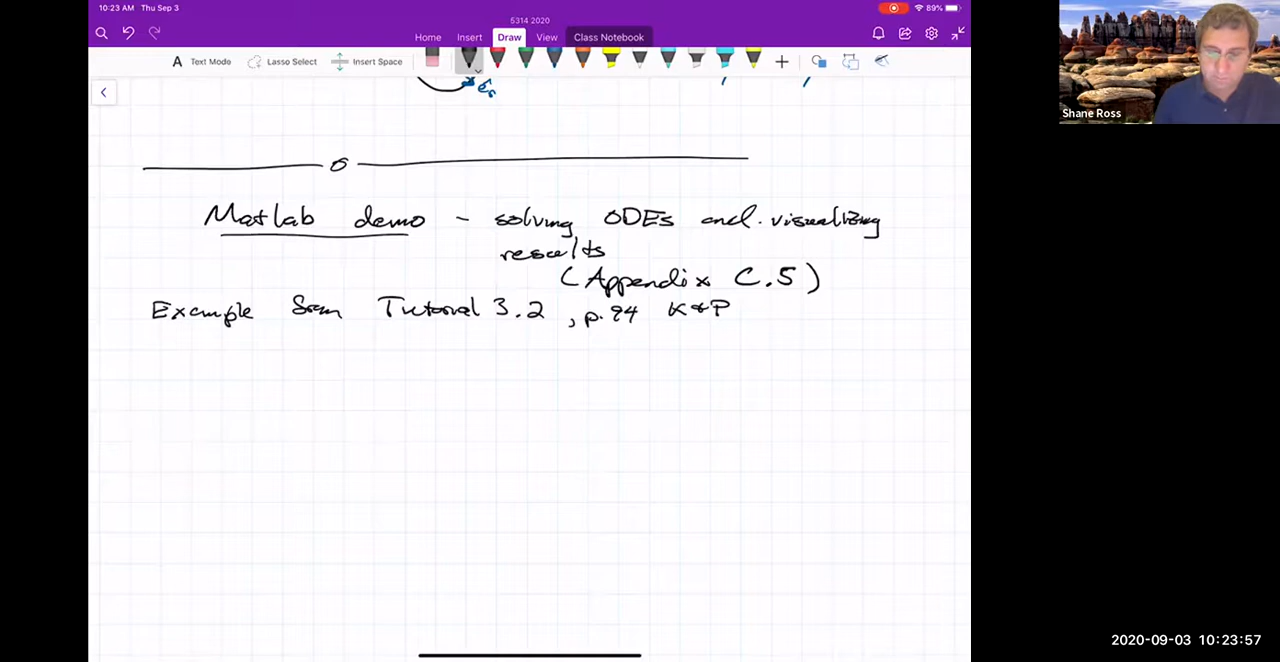 10:23 AM Thu Sep 3
89%
5314 2020
Home Insert Draw View Class Notebook
Text Mode Lasso Select Insert Space
Shane Ross
Matlab demo - solving ODEs and visualizing
results
(Appendix C.5)
Example from Tutorial 3.2, p. 94 K&P
2020-09-03 10:23:57